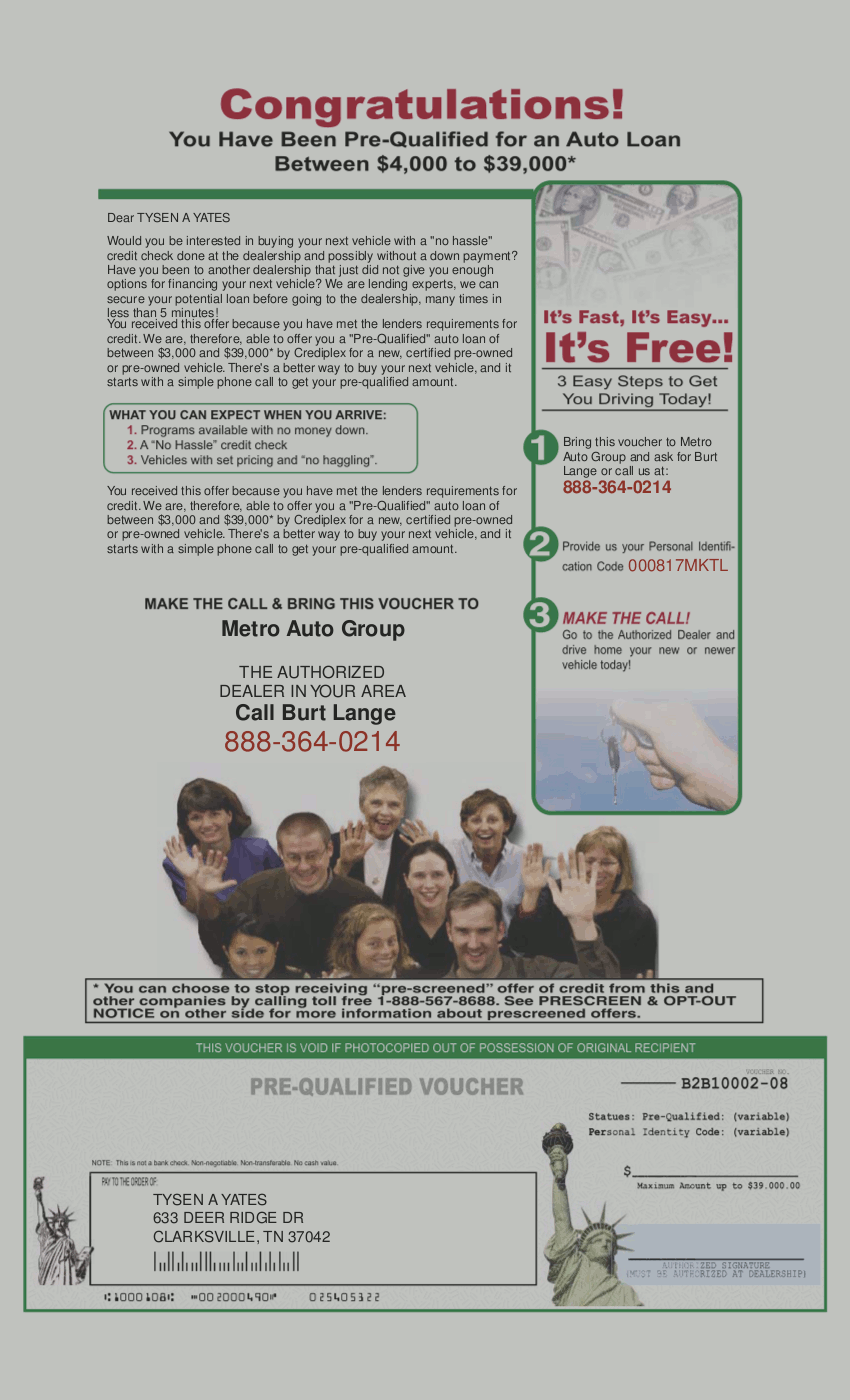 Congratulations!
You Have Been Pre-Qualified for an Auto Loan
Between $4,000 to $39,000*
Dear TYSEN A YATES
Would you be interested in buying your next vehicle with a "no hassle"
credit check done at the dealership and possibly without a down payment?
Have you been to another dealership that just did not give you enough
options for financing your next vehicle? We are lending experts, we can
secure your potential loan before going to the dealership, many times in
less than 5 minutes!
You received this offer because you have met the lenders requirements for
credit. We are, therefore, able to offer you a "Pre-Qualified" auto loan of
between $3,000 and $39,000* by Crediplex for a new, certified pre-owned
or pre-owned vehicle. There's a better way to buy your next vehicle, and it
starts with a simple phone call to get your pre-qualified amount.
WHAT YOU CAN EXPECT WHEN YOU ARRIVE:
1. Programs available with no money down.
2. A “No Hassle” credit check
3. Vehicles with set pricing and “no haggling”.
You received this offer because you have met the lenders requirements for
credit. We are, therefore, able to offer you a "Pre-Qualified" auto loan of
between $3,000 and $39,000* by Crediplex for a new, certified pre-owned
or pre-owned vehicle. There's a better way to buy your next vehicle, and it
starts with a simple phone call to get your pre-qualified amount.
MAKE THE CALL & BRING THIS VOUCHER TO
Metro Auto Group
THE AUTHORIZED
DEALER IN YOUR AREA
Call Burt Lange
888-364-0214
It’s Fast, It’s Easy...
It’s Free!
3 Easy Steps to Get
You Driving Today!
1
Bring this voucher to Metro
Auto Group and ask for Burt
Lange or call us at:
888-364-0214
2
Provide us your Personal Identifi-
cation Code 000817MKTL
3
MAKE THE CALL!
Go to the Authorized Dealer and
drive home your new or newer
vehicle today!
* You can choose to stop receiving “pre-screened” offer of credit from this and
other companies by calling toll free 1-888-567-8688. See PRESCREEN & OPT-OUT
NOTICE on other side for more information about prescreened offers.
THIS VOUCHER IS VOID IF PHOTOCOPIED OUT OF POSSESSION OF ORIGINAL RECIPIENT
PRE-QUALIFIED VOUCHER
VOUCHER NO.
B2B10002-08
Statues: Pre-Qualified: (variable)
Personal Identity Code: (variable)
NOTE: This is not a bank check. Non-negotiable. Non-transferable. No cash value.
$
Maximum Amount up to $39.000.00
PAY TO THE ORDER OF:
TYSEN A YATES
633 DEER RIDGE DR
CLARKSVILLE, TN 37042
AUTHORIZED SIGNATURE
(MUST BE AUTHORIZED AT DEALERSHIP)
⑆1000108⑆ ⑈002000490⑈ 025405322